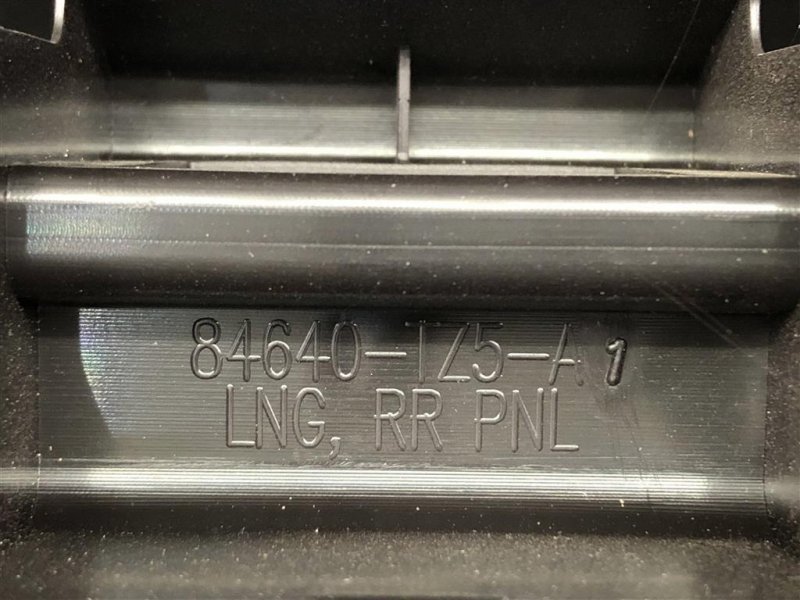 84640-TZ5-A 1
LNG, RR PNL